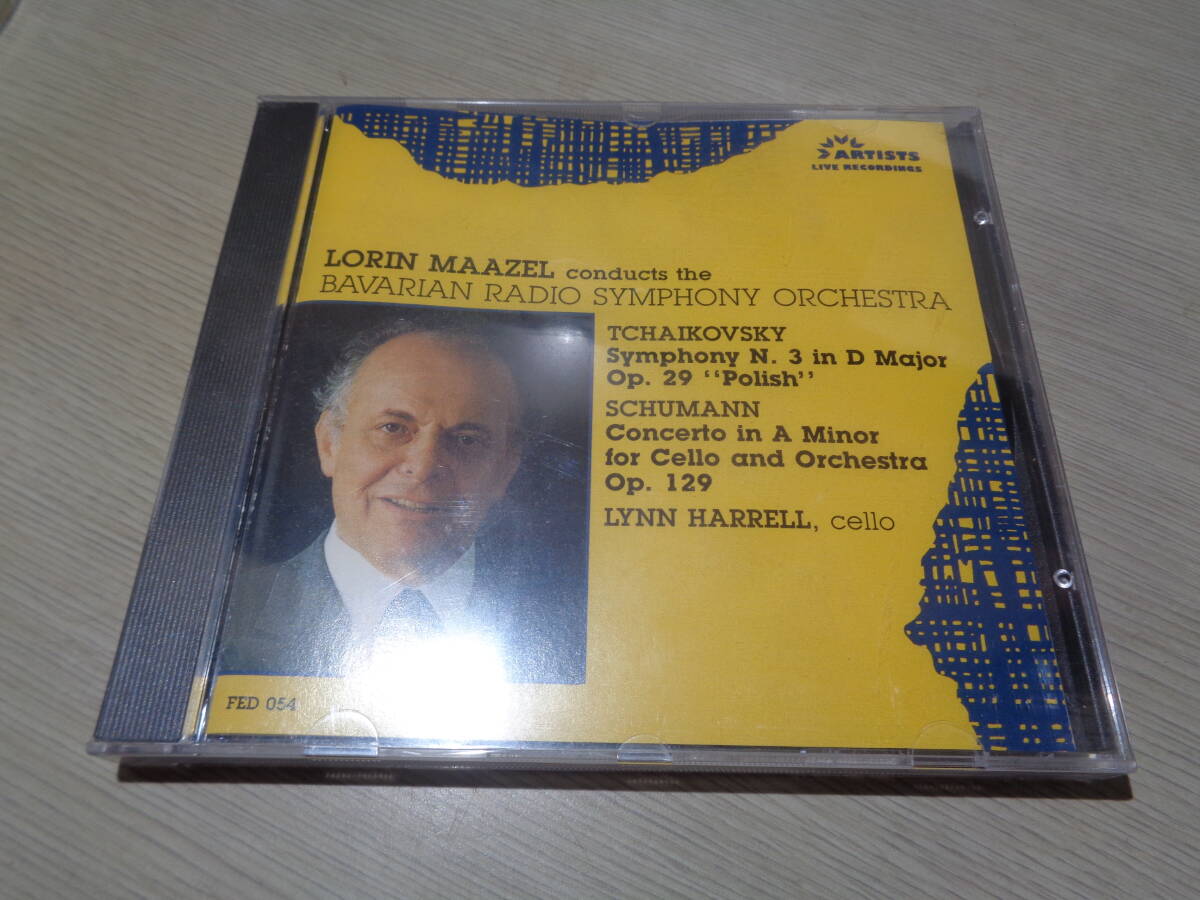 ARTISTS
LIVE RECORDINGS
LORIN MAAZEL conducts the
BAVARIAN RADIO SYMPHONY ORCHESTRA
TCHAIKOVSKY
Symphony N. 3 in D Major
Op. 29 "Polish"
SCHUMANN
Concerto in A Minor
for Cello and Orchestra
Op. 129
LYNN HARRELL, cello
FED 054